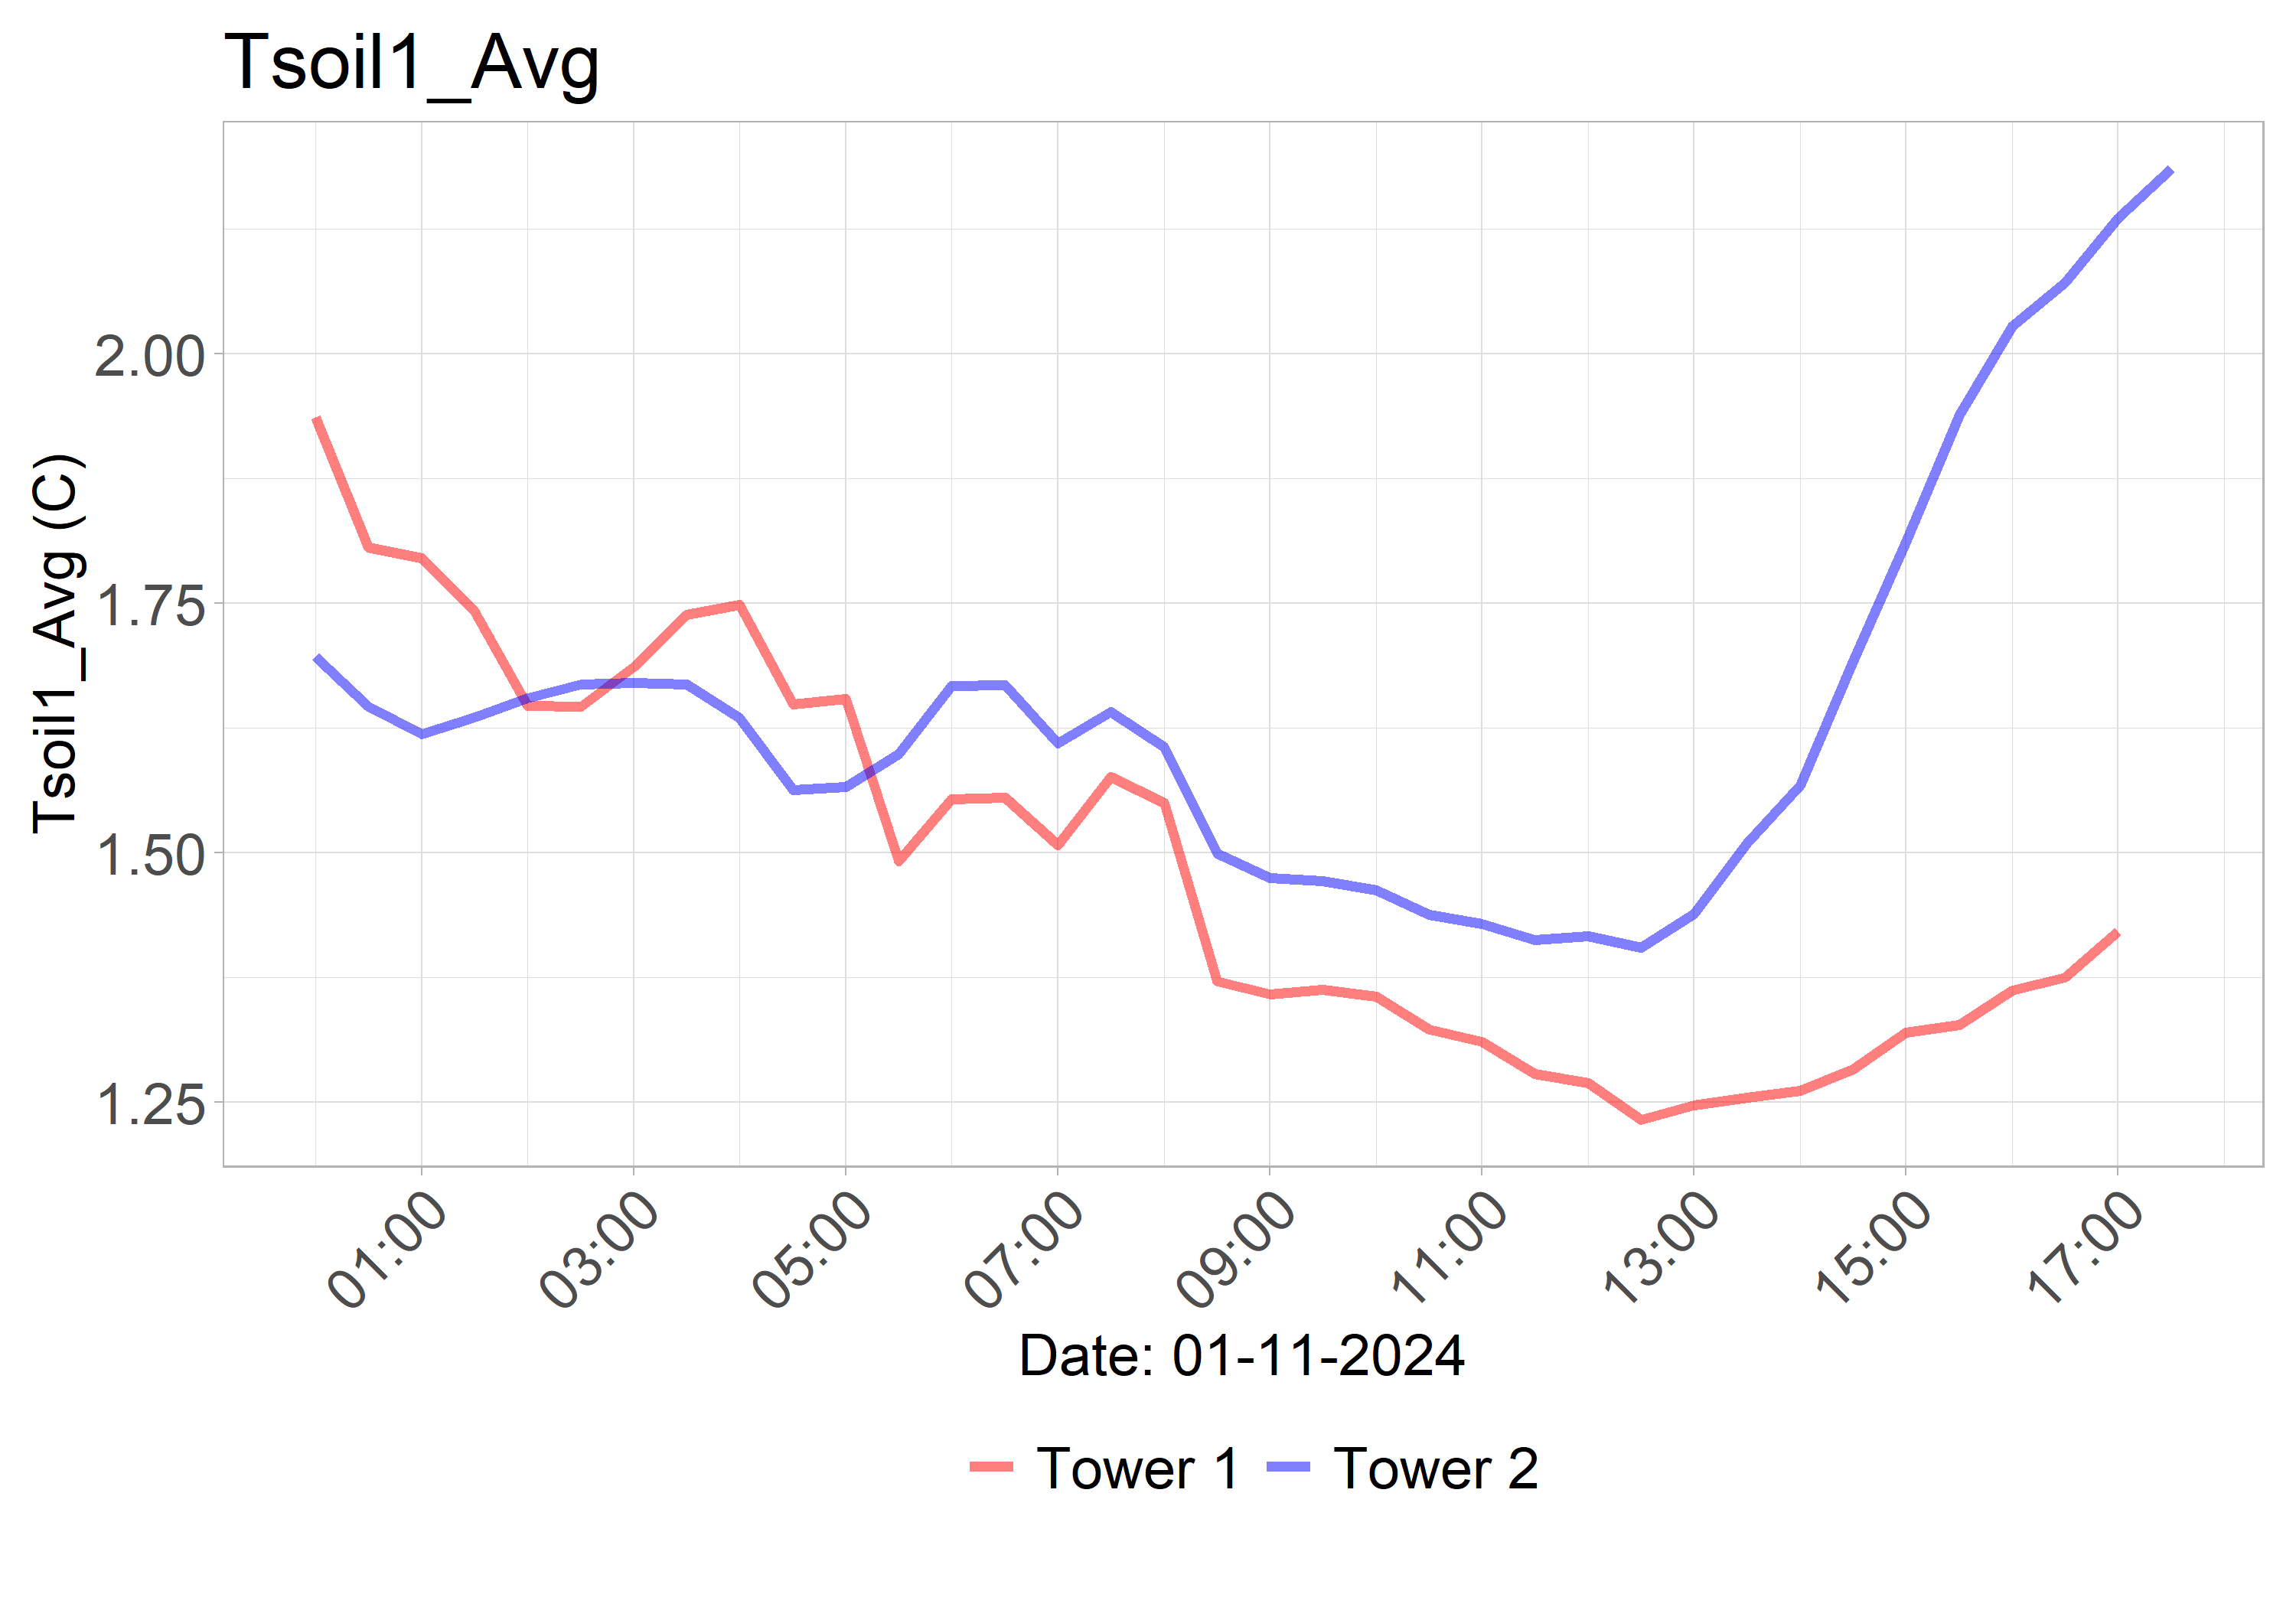 Tsoil1_Avg
Tsoil1_Avg (C)
2.00
1.75
1.50
1.25
01:00 03:00 05:00 07:00 09:00 11:00 13:00 15:00 17:00
Date: 01-11-2024
Tower 1 Tower 2